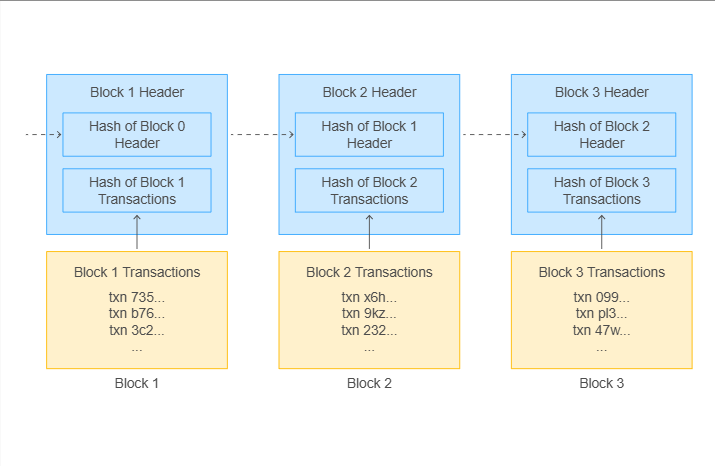 Block 1 Header
Hash of Block 0
Header
Hash of Block 1
Transactions
Block 1 Transactions
txn 735...
txn b76...
txn 3c2...
...
Block 1
Block 2 Header
Hash of Block 1
Header
Hash of Block 2
Transactions
Block 2 Transactions
txn x6h...
txn 9kz...
txn 232...
...
Block 2
Block 3 Header
Hash of Block 2
Header
Hash of Block 3
Transactions
Block 3 Transactions
txn 099...
txn pl3...
txn 47w...
...
Block 3